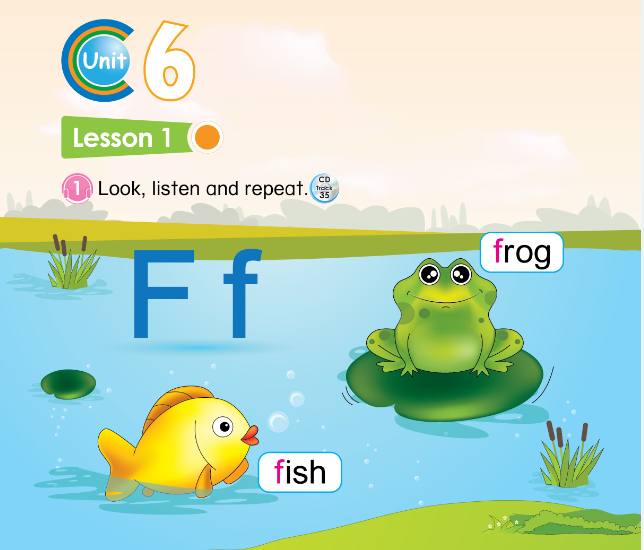 Unit 6
Lesson 1
1 Look, listen and repeat. CD Track 35
F f
frog
fish